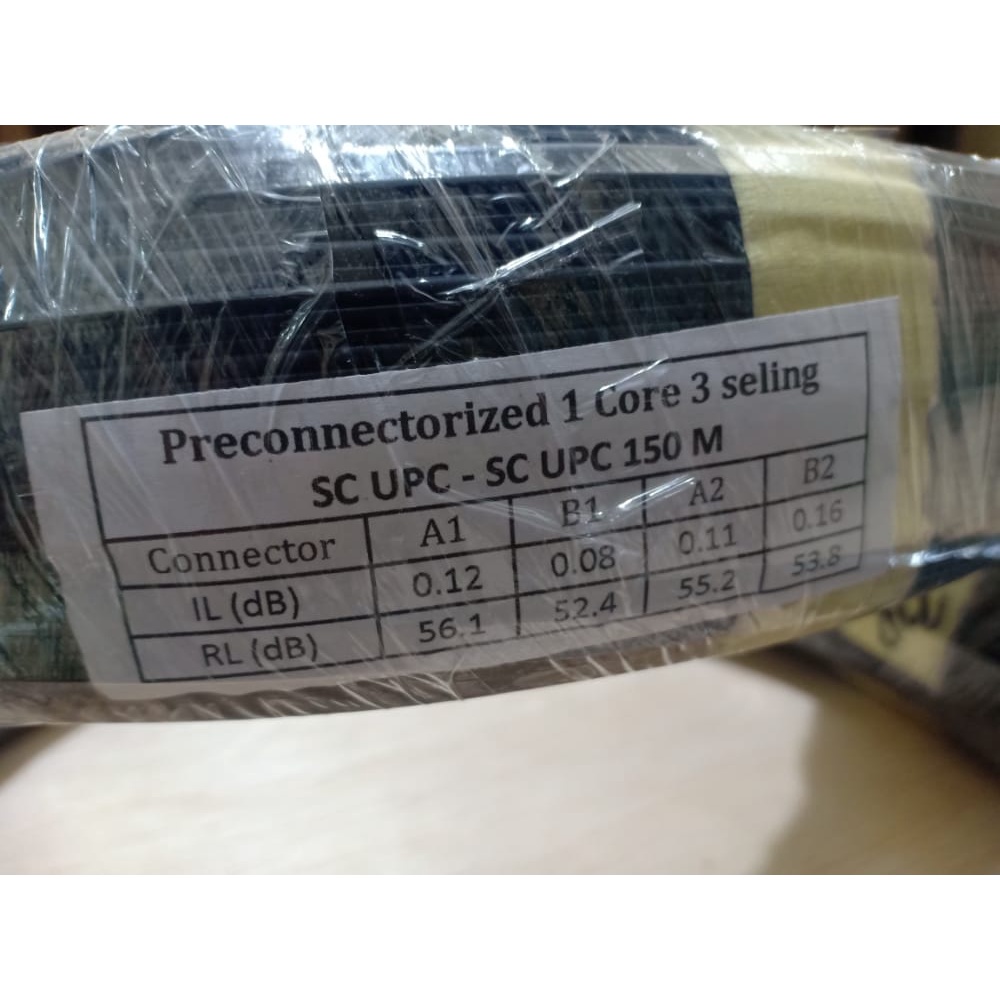 Preconnectorized 1 Core 3 seling
SC UPC - SC UPC 150 M
Connector A1 B1 A2 B2
IL (dB) 0.12 0.08 0.11 0.16
RL (dB) 56.1 52.4 55.2 53.8